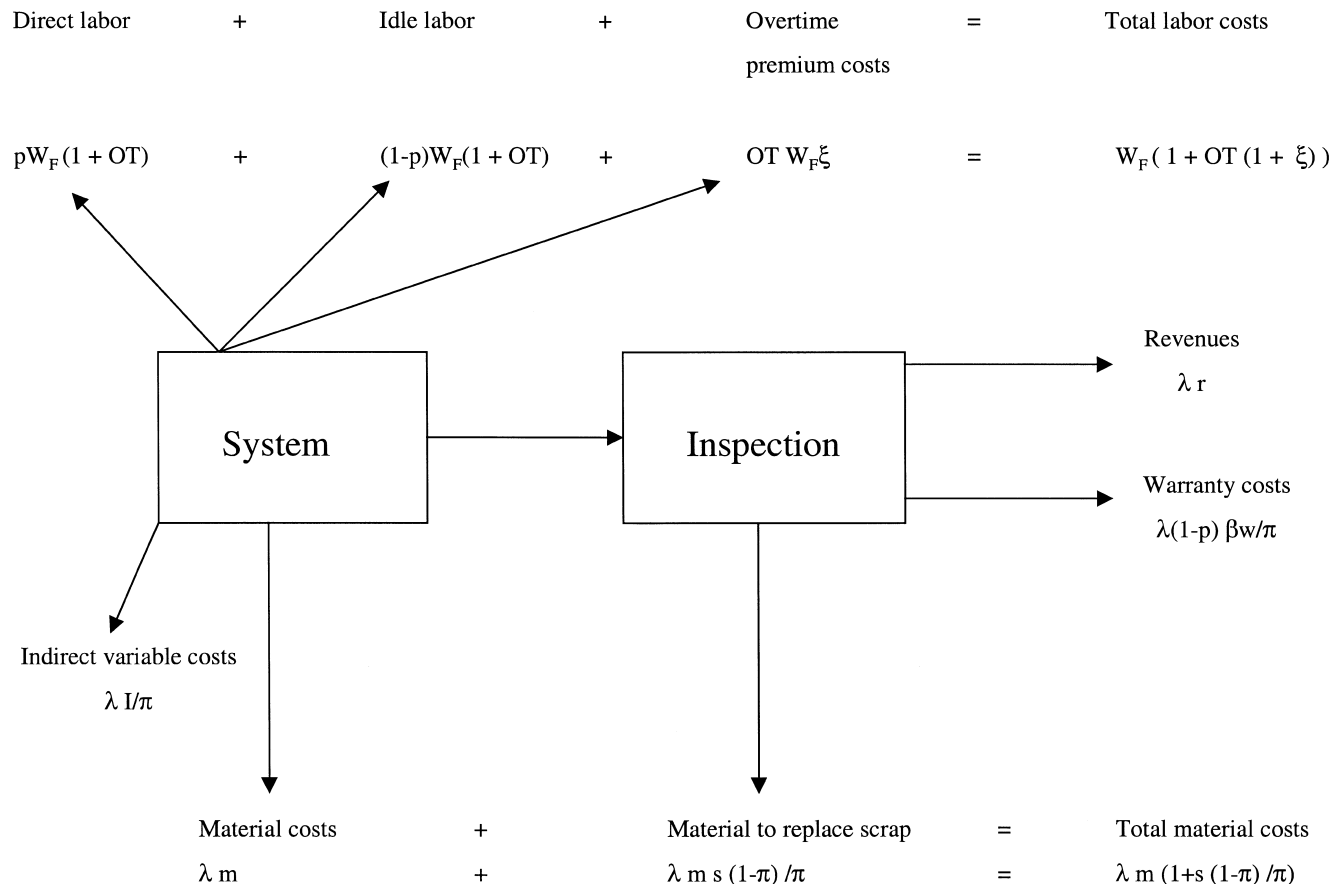 Direct labor + Idle labor + Overtime = Total labor costs
premium costs
pW_F (1 + OT) + (1-p)W_F(1 + OT) + OT W_Fξ = W_F ( 1 + OT (1 + ξ) )
Revenues
λ r
System
Inspection
Warranty costs
λ(1-p) βw/π
Indirect variable costs
λ I/π
Material costs + Material to replace scrap = Total material costs
λ m + λ m s (1-π) /π = λ m (1+s (1-π) /π)